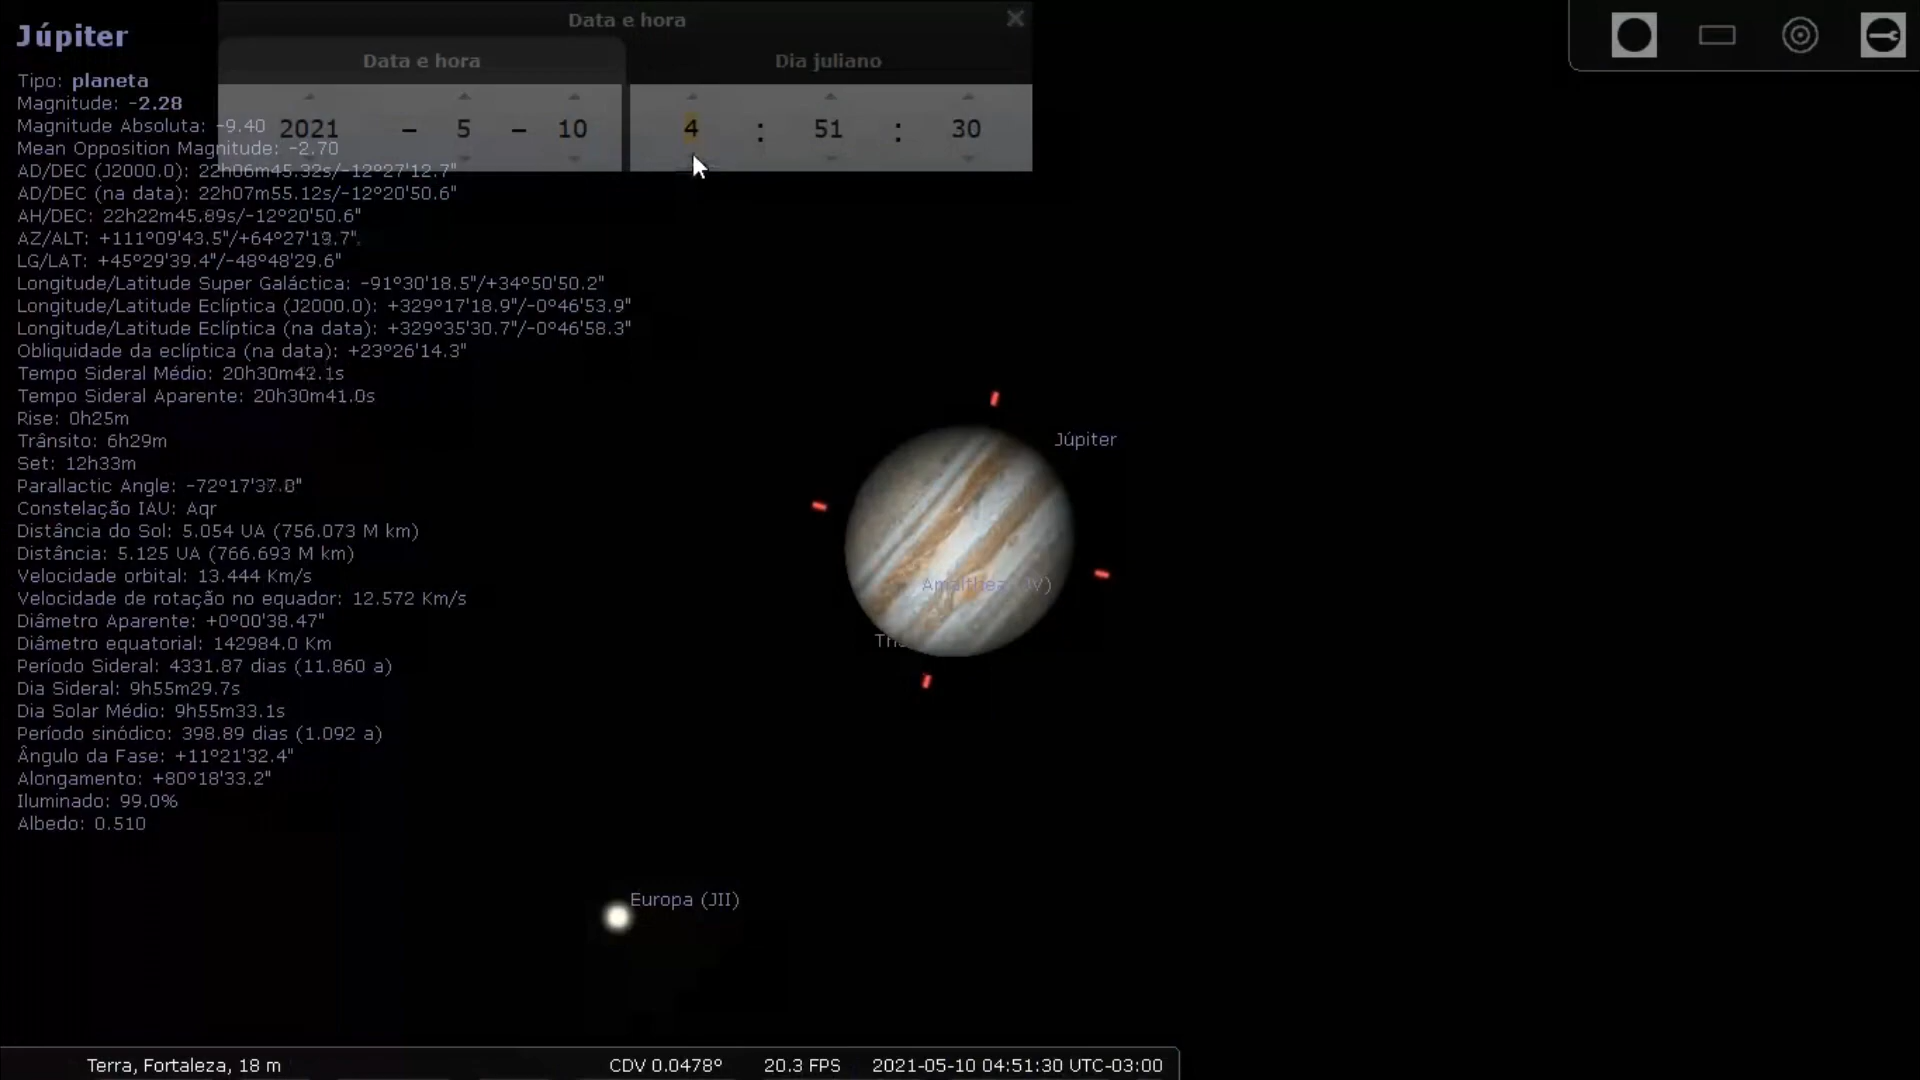 Júpiter
Tipo: planeta
Magnitude: -2.28
Magnitude Absoluta: -9.40
Mean Opposition Magnitude: -2.70
AD/DEC (J2000.0): 22h06m45.32s/-12°27'12.7"
AD/DEC (na data): 22h07m55.12s/-12°20'50.6"
AH/DEC: 22h22m45.89s/-12°20'50.6"
AZ/ALT: +111°09'43.5"/+64°27'19.7"
LG/LAT: +45°29'39.4"/-48°48'29.6"
Longitude/Latitude Super Galáctica: -91°30'18.5"/+34°50'50.2"
Longitude/Latitude Eclíptica (J2000.0): +329°17'18.9"/-0°46'53.9"
Longitude/Latitude Eclíptica (na data): +329°35'30.7"/-0°46'58.3"
Obliquidade da eclíptica (na data): +23°26'14.3"
Tempo Sideral Médio: 20h30m42.1s
Tempo Sideral Aparente: 20h30m41.0s
Rise: 0h25m
Trânsito: 6h29m
Set: 12h33m
Parallactic Angle: -72°17'37.0"
Constelação IAU: Aqr
Distância do Sol: 5.054 UA (756.073 M km)
Distância: 5.125 UA (766.693 M km)
Velocidade orbital: 13.444 Km/s
Velocidade de rotação no equador: 12.572 Km/s
Diâmetro Aparente: +0°00'38.47"
Diâmetro equatorial: 142984.0 Km
Período Sideral: 4331.87 dias (11.860 a)
Dia Sideral: 9h55m29.7s
Dia Solar Médio: 9h55m33.1s
Período sinódico: 398.89 dias (1.092 a)
Ângulo da Fase: +11°21'32.4"
Alongamento: +80°18'33.2"
Iluminado: 99.0%
Albedo: 0.510
Data e hora
Data e hora Dia juliano
2021 - 5 - 10 4 : 51 : 30
Júpiter
Europa (JII)
Terra, Fortaleza, 18 m CDV 0.0478° 20.3 FPS 2021-05-10 04:51:30 UTC-03:00